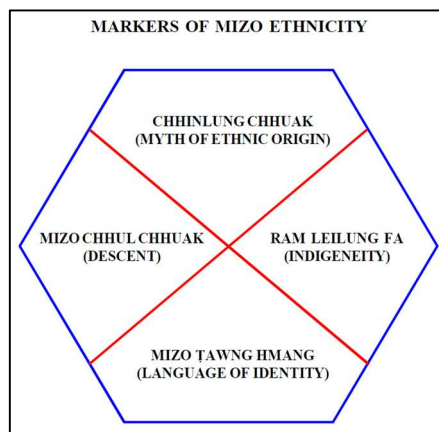 MARKERS OF MIZO ETHNICITY
CHHINLUNG CHHUAK
(MYTH OF ETHNIC ORIGIN)
MIZO CHHUL CHHUAK
(DESCENT)
RAM LEILUNG FA
(INDIGENEITY)
MIZO ṬAWNG HMANG
(LANGUAGE OF IDENTITY)